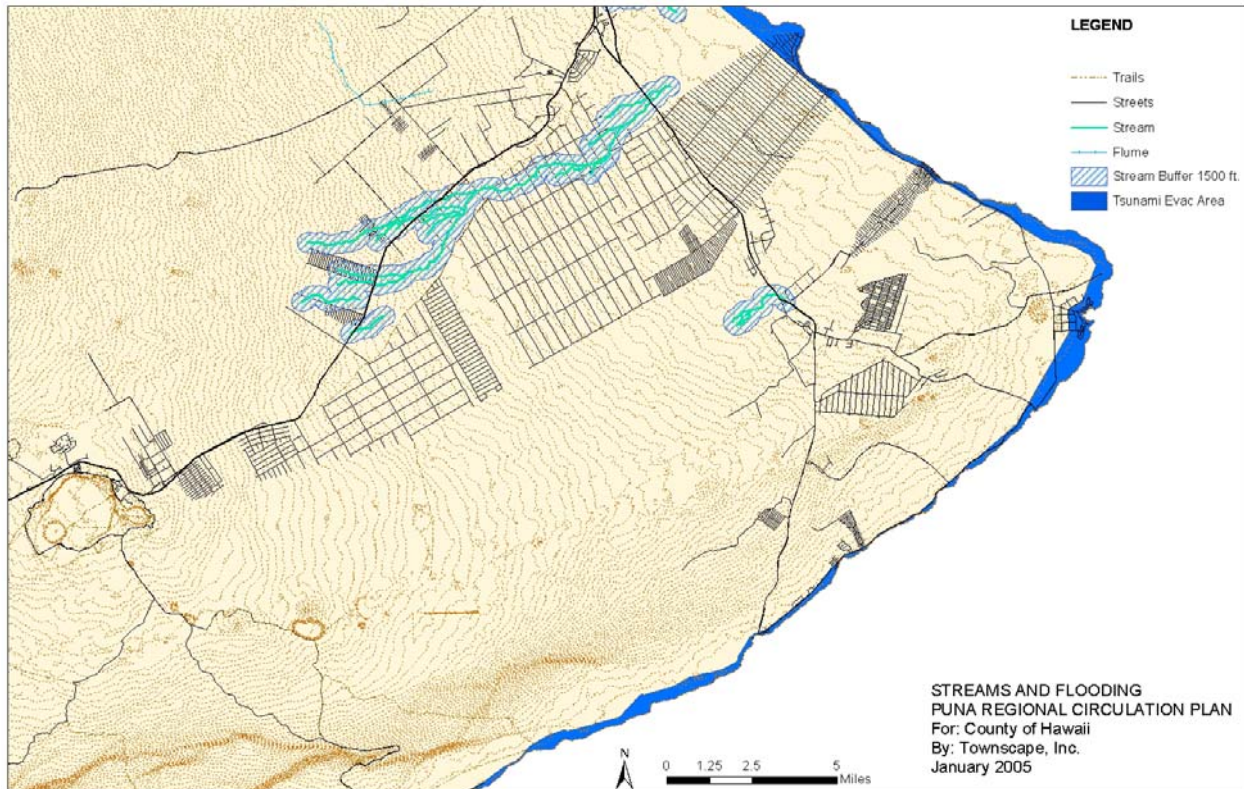 LEGEND
Trails
Streets
Stream
Flume
Stream Buffer 1500 ft.
Tsunami Evac Area
STREAMS AND FLOODING
PUNA REGIONAL CIRCULATION PLAN
For: County of Hawaii
By: Townscape, Inc.
January 2005
N
0 1.25 2.5 5
Miles